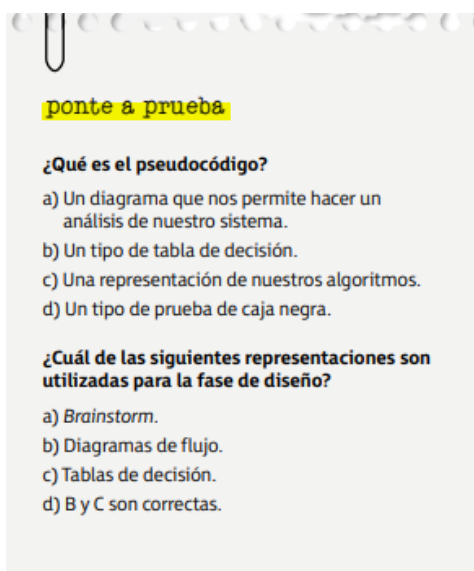 ponte a prueba
¿Qué es el pseudocódigo?
a) Un diagrama que nos permite hacer un
análisis de nuestro sistema.
b) Un tipo de tabla de decisión.
c) Una representación de nuestros algoritmos.
d) Un tipo de prueba de caja negra.
¿Cuál de las siguientes representaciones son
utilizadas para la fase de diseño?
a) Brainstorm.
b) Diagramas de flujo.
c) Tablas de decisión.
d) B y C son correctas.